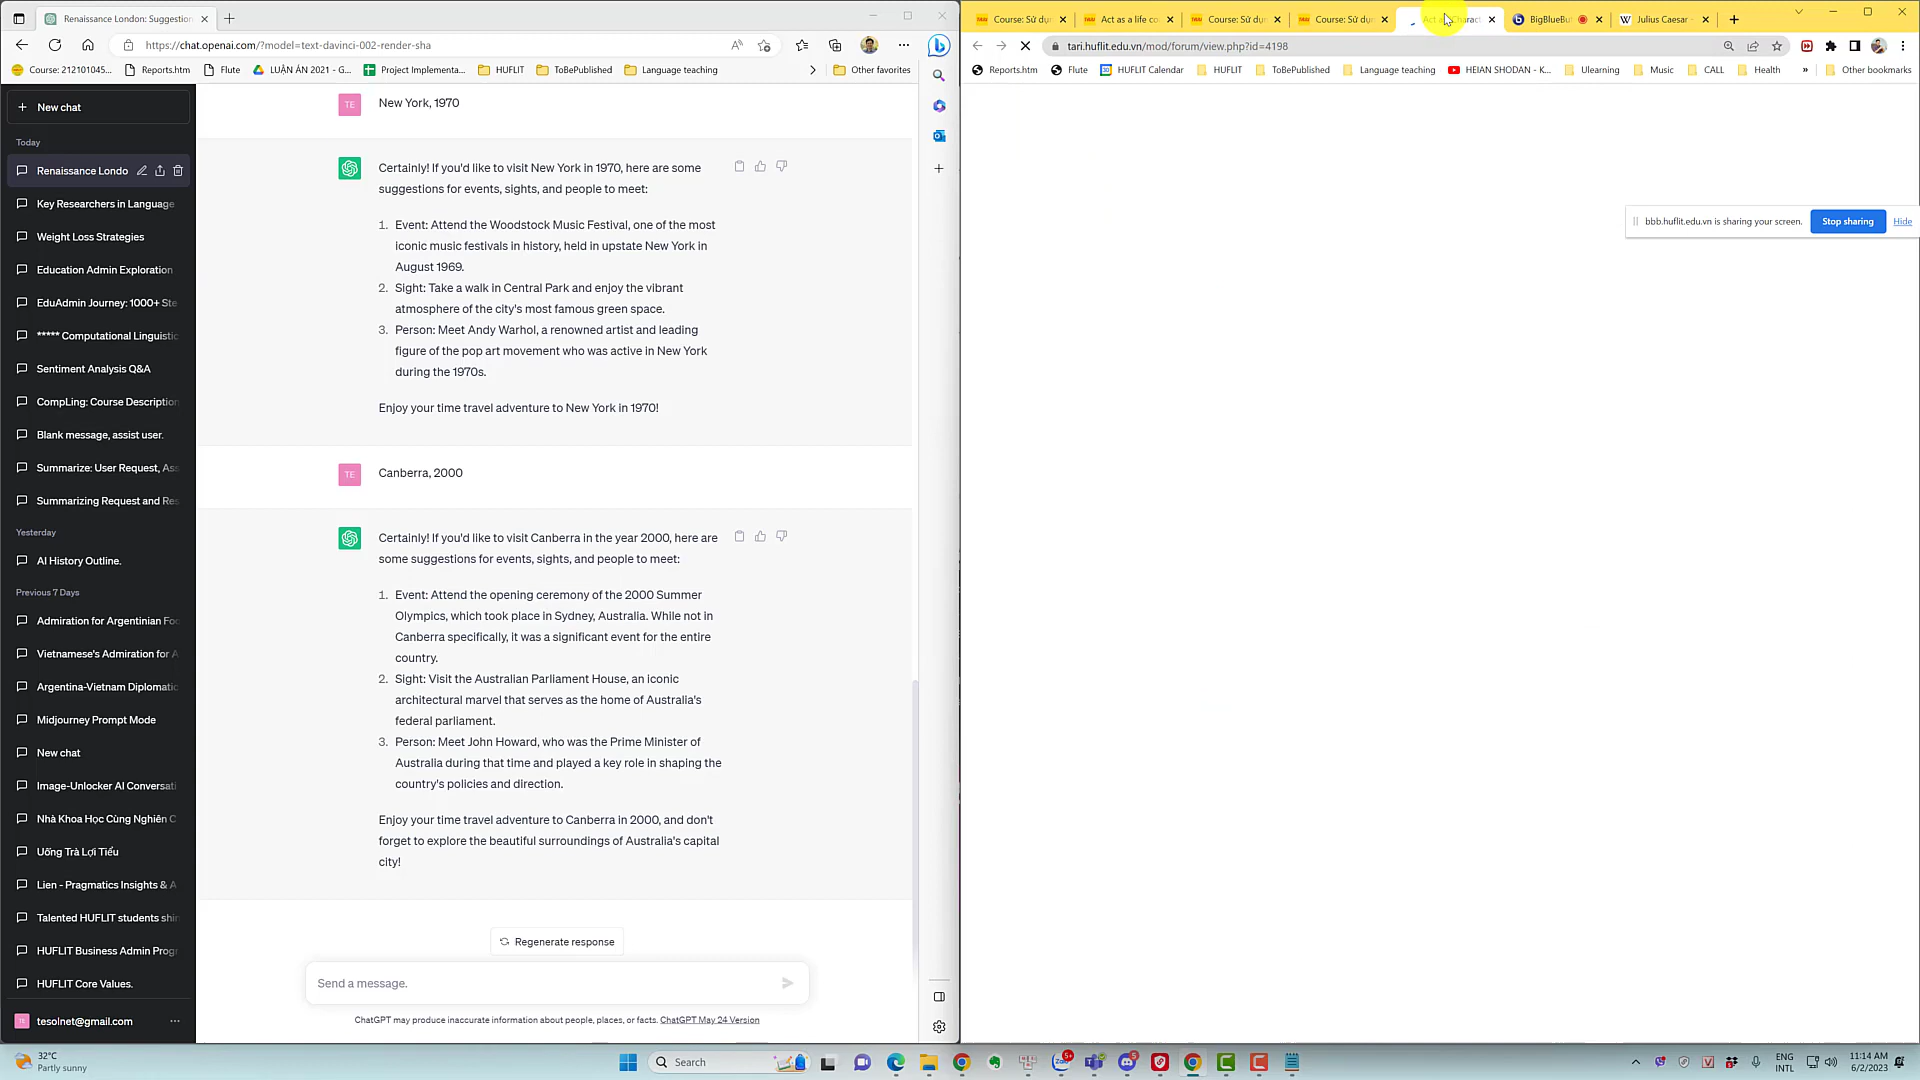 Renaissance London: Suggestion
https://chat.openai.com/?model=text-davinci-002-render-sha
Course: 212101045...
Reports.htm
Flute
LUẬN ÁN 2021 - G...
Project Implementa...
HUFLIT
ToBePublished
Language teaching
Other favorites
New chat
Today
Renaissance Londo
Key Researchers in Language
Weight Loss Strategies
Education Admin Exploration
EduAdmin Journey: 1000+ Ste
***** Computational Linguistic
Sentiment Analysis Q&A
CompLing: Course Description
Blank message, assist user.
Summarize: User Request, Ass
Summarizing Request and Res
Yesterday
AI History Outline.
Previous 7 Days
Admiration for Argentinian Foo
Vietnamese's Admiration for A
Argentina-Vietnam Diplomatic
Midjourney Prompt Mode
New chat
Image-Unlocker AI Conversati
Nhà Khoa Học Cùng Nghiên C
Uống Trà Lợi Tiểu
Lien - Pragmatics Insights & A
Talented HUFLIT students shin
HUFLIT Business Admin Progr
HUFLIT Core Values.
TE tesolnet@gmail.com
TE New York, 1970
Certainly! If you'd like to visit New York in 1970, here are some
suggestions for events, sights, and people to meet:
1. Event: Attend the Woodstock Music Festival, one of the most
iconic music festivals in history, held in upstate New York in
August 1969.
2. Sight: Take a walk in Central Park and enjoy the vibrant
atmosphere of the city's most famous green space.
3. Person: Meet Andy Warhol, a renowned artist and leading
figure of the pop art movement who was active in New York
during the 1970s.
Enjoy your time travel adventure to New York in 1970!
TE Canberra, 2000
Certainly! If you'd like to visit Canberra in the year 2000, here are
some suggestions for events, sights, and people to meet:
1. Event: Attend the opening ceremony of the 2000 Summer
Olympics, which took place in Sydney, Australia. While not in
Canberra specifically, it was a significant event for the entire
country.
2. Sight: Visit the Australian Parliament House, an iconic
architectural marvel that serves as the home of Australia's
federal parliament.
3. Person: Meet John Howard, who was the Prime Minister of
Australia during that time and played a key role in shaping the
country's policies and direction.
Enjoy your time travel adventure to Canberra in 2000, and don't
forget to explore the beautiful surroundings of Australia's capital
city!
Regenerate response
Send a message.
ChatGPT may produce inaccurate information about people, places, or facts. ChatGPT May 24 Version
Course: Sử dụ
Act as a life co
Course: Sử dụ
Course: Sử dụ
BigBlueBu
Julius Caesar
tari.huflit.edu.vn/mod/forum/view.php?id=4198
Reports.htm
Flute
HUFLIT Calendar
HUFLIT
ToBePublished
Language teaching
HEIAN SHODAN - K...
Ulearning
Music
CALL
Health
Other bookmarks
bbb.huflit.edu.vn is sharing your screen.
Stop sharing
Hide
32°C
Partly sunny
Search
ENG
INTL
11:14 AM
6/2/2023